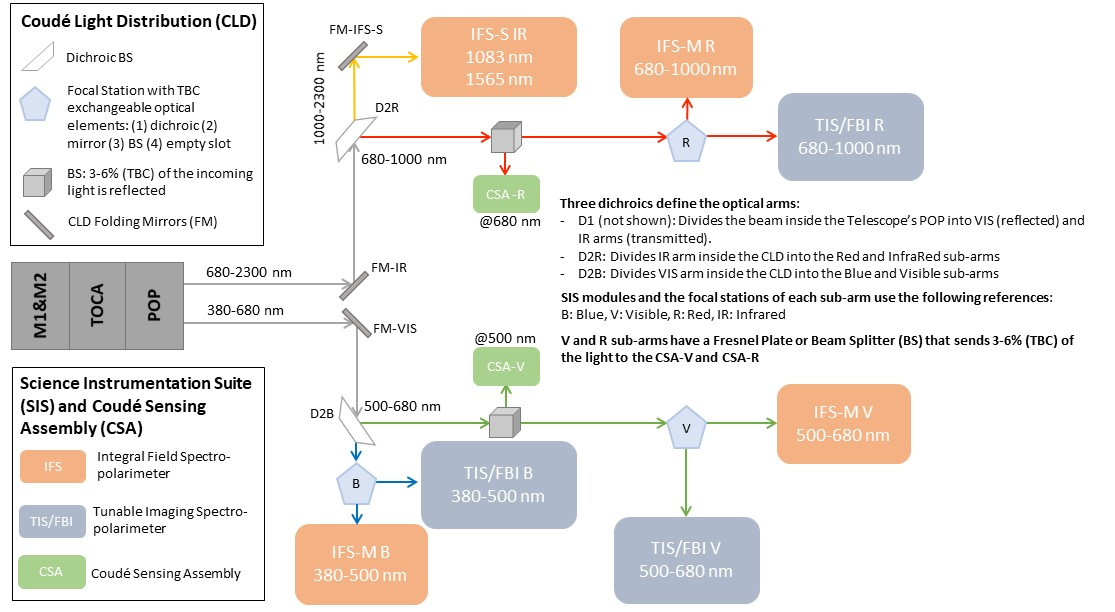 Coudé Light Distribution (CLD)
Dichroic BS
Focal Station with TBC
exchangeable optical
elements: (1) dichroic (2)
mirror (3) BS (4) empty slot
BS: 3-6% (TBC) of the incoming
light is reflected
CLD Folding Mirrors (FM)
FM-IFS-S
1000-2300 nm
IFS-S IR
1083 nm
1565 nm
D2R
680-1000 nm
IFS-M R
680-1000 nm
R
TIS/FBI R
680-1000 nm
CSA-R
@680 nm
Three dichroics define the optical arms:
- D1 (not shown): Divides the beam inside the Telescope's POP into VIS (reflected) and
IR arms (transmitted).
- D2R: Divides IR arm inside the CLD into the Red and InfraRed sub-arms
- D2B: Divides VIS arm inside the CLD into the Blue and Visible sub-arms
SIS modules and the focal stations of each sub-arm use the following references:
B: Blue, V: Visible, R: Red, IR: Infrared
V and R sub-arms have a Fresnel Plate or Beam Splitter (BS) that sends 3-6% (TBC) of
the light to the CSA-V and CSA-R
M1&M2
TOCA
POP
680-2300 nm
380-680 nm
FM-IR
FM-VIS
@500 nm
CSA-V
D2B
500-680 nm
V
IFS-M V
500-680 nm
B
TIS/FBI B
380-500 nm
IFS-M B
380-500 nm
TIS/FBI V
500-680 nm
Science Instrumentation Suite
(SIS) and Coudé Sensing
Assembly (CSA)
IFS
Integral Field Spectro-
polarimeter
TIS/FBI
Tunable Imaging Spectro-
polarimeter
CSA
Coudé Sensing Assembly